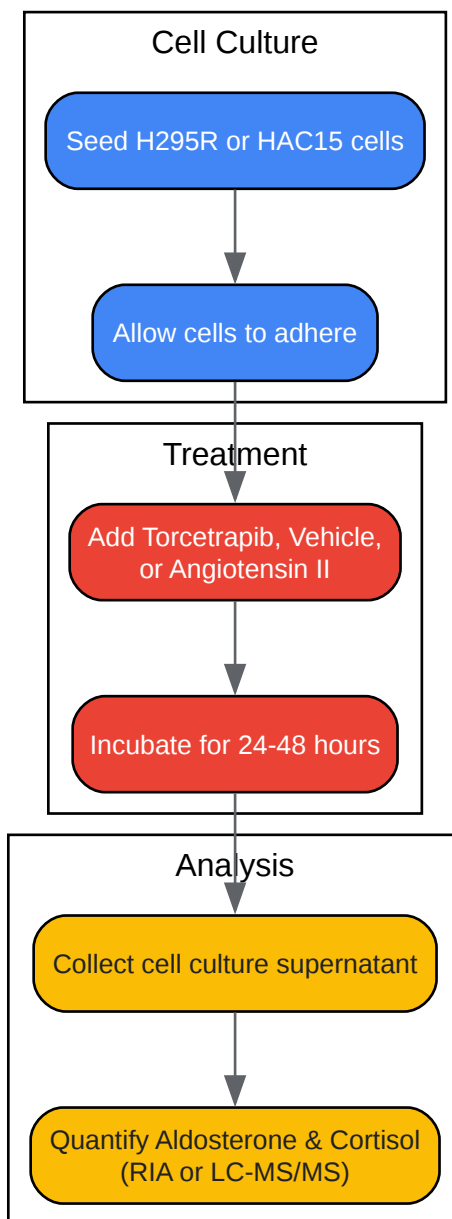 Cell Culture
Seed H295R or HAC15 cells
Allow cells to adhere
Treatment
Add Torcetrapib, Vehicle,
or Angiotensin II
Incubate for 24-48 hours
Analysis
Collect cell culture supernatant
Quantify Aldosterone & Cortisol
(RIA or LC-MS/MS)